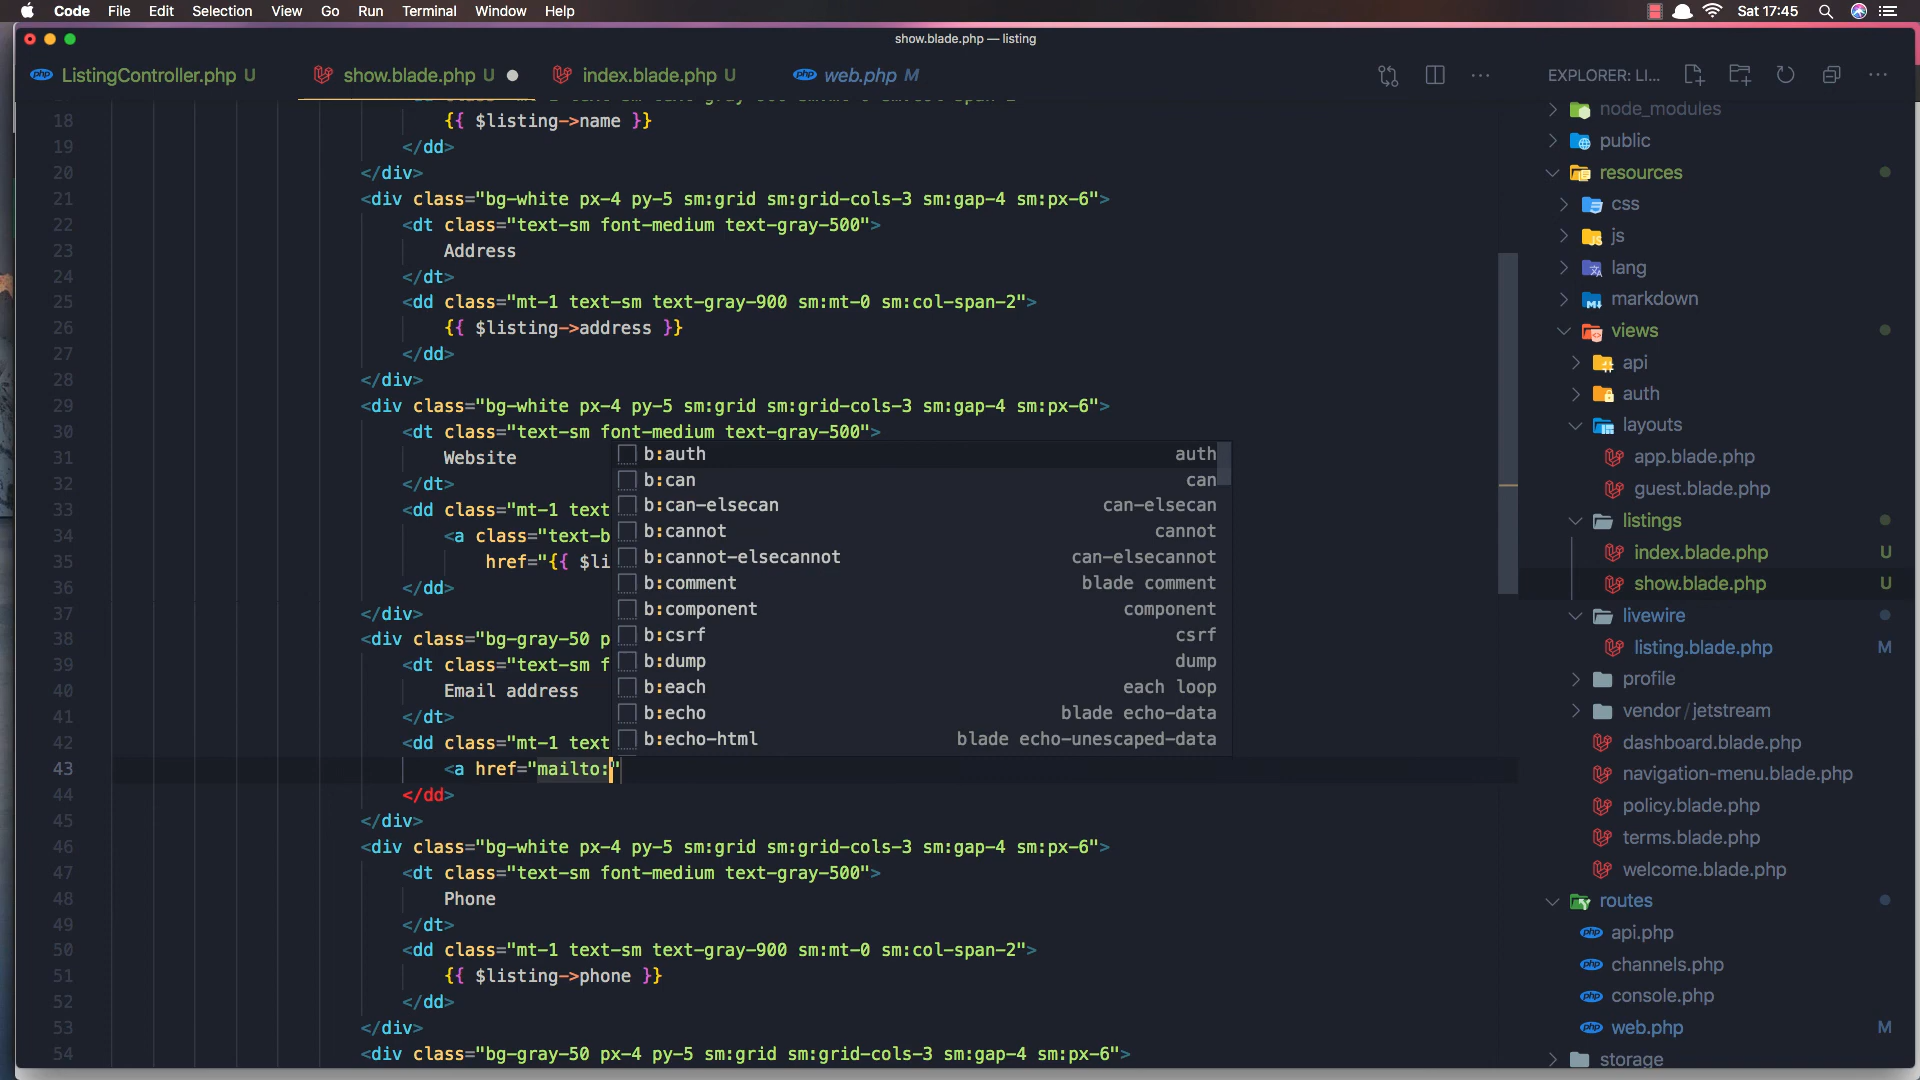 Code File Edit Selection View Go Run Terminal Window Help Sat 17:45
show.blade.php — listing
ListingController.php U show.blade.php U index.blade.php U web.php M EXPLORER: LI...
18 {{ $listing->name }}
19 </dd>
20 </div>
21 <div class="bg-white px-4 py-5 sm:grid sm:grid-cols-3 sm:gap-4 sm:px-6">
22 <dt class="text-sm font-medium text-gray-500">
23 Address
24 </dt>
25 <dd class="mt-1 text-sm text-gray-900 sm:mt-0 sm:col-span-2">
26 {{ $listing->address }}
27 </dd>
28 </div>
29 <div class="bg-white px-4 py-5 sm:grid sm:grid-cols-3 sm:gap-4 sm:px-6">
30 <dt class="text-sm font-medium text-gray-500">
31 Website
32 </dt>
33 <dd class="mt-1 text
34 <a class="text-b
35 href="{{ $li
36 </dd>
37 </div>
38 <div class="bg-gray-50 p
39 <dt class="text-sm f
40 Email address
41 </dt>
42 <dd class="mt-1 text
43 <a href="mailto:"
44 </dd>
45 </div>
46 <div class="bg-white px-4 py-5 sm:grid sm:grid-cols-3 sm:gap-4 sm:px-6">
47 <dt class="text-sm font-medium text-gray-500">
48 Phone
49 </dt>
50 <dd class="mt-1 text-sm text-gray-900 sm:mt-0 sm:col-span-2">
51 {{ $listing->phone }}
52 </dd>
53 </div>
54 <div class="bg-gray-50 px-4 py-5 sm:grid sm:grid-cols-3 sm:gap-4 sm:px-6">
b:auth auth
b:can can
b:can-elsecan can-elsecan
b:cannot cannot
b:cannot-elsecannot can-elsecannot
b:comment blade comment
b:component component
b:csrf csrf
b:dump dump
b:each each loop
b:echo blade echo-data
b:echo-html blade echo-unescaped-data
node_modules
public
resources
css
js
lang
markdown
views
api
auth
layouts
app.blade.php
guest.blade.php
listings
index.blade.php U
show.blade.php U
livewire
listing.blade.php M
profile
vendor/jetstream
dashboard.blade.php
navigation-menu.blade.php
policy.blade.php
terms.blade.php
welcome.blade.php
routes
api.php
channels.php
console.php
web.php M
storage